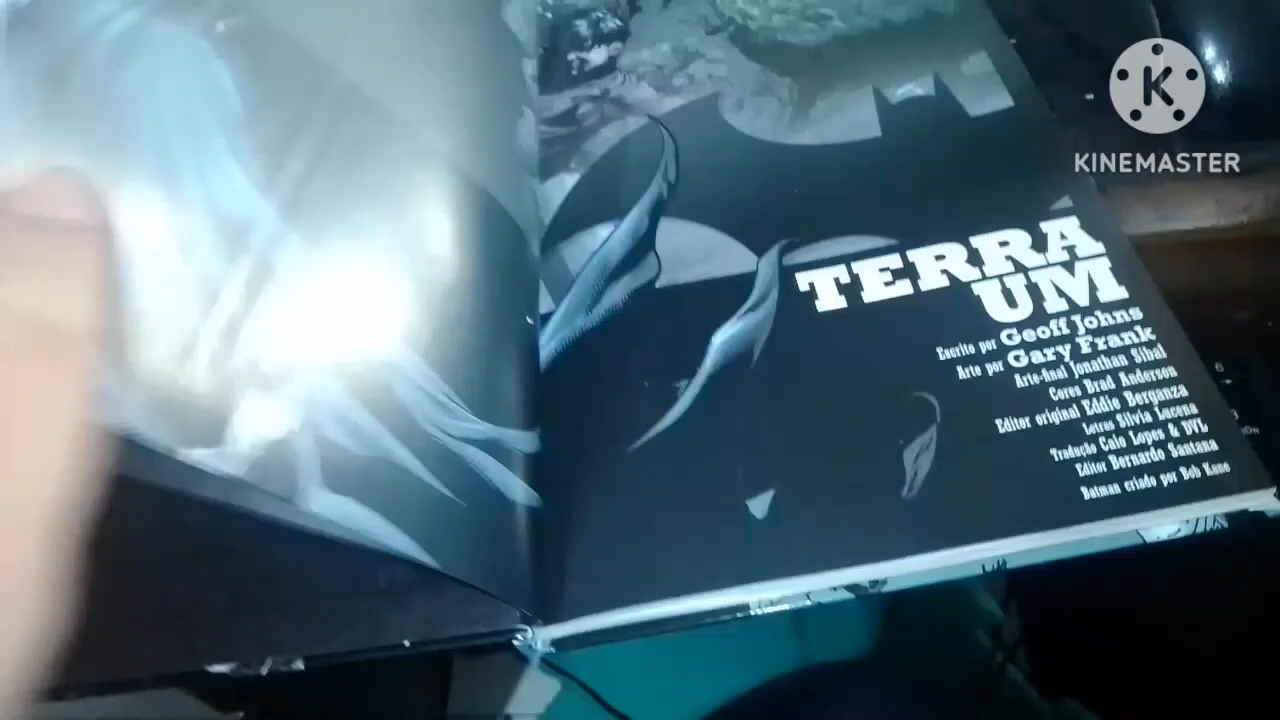 K
KINEMASTER
TERRA
UM
Escrito por Geoff Johns
Arte por Gary Frank
Arte-final Jonathan Sibal
Cores Brad Anderson
Editor original Eddie Berganza
Letras Silvia Lucena
Tradução Caio Lopes & DVL
Editor Bernardo Santana
Batman criado por Bob Kane